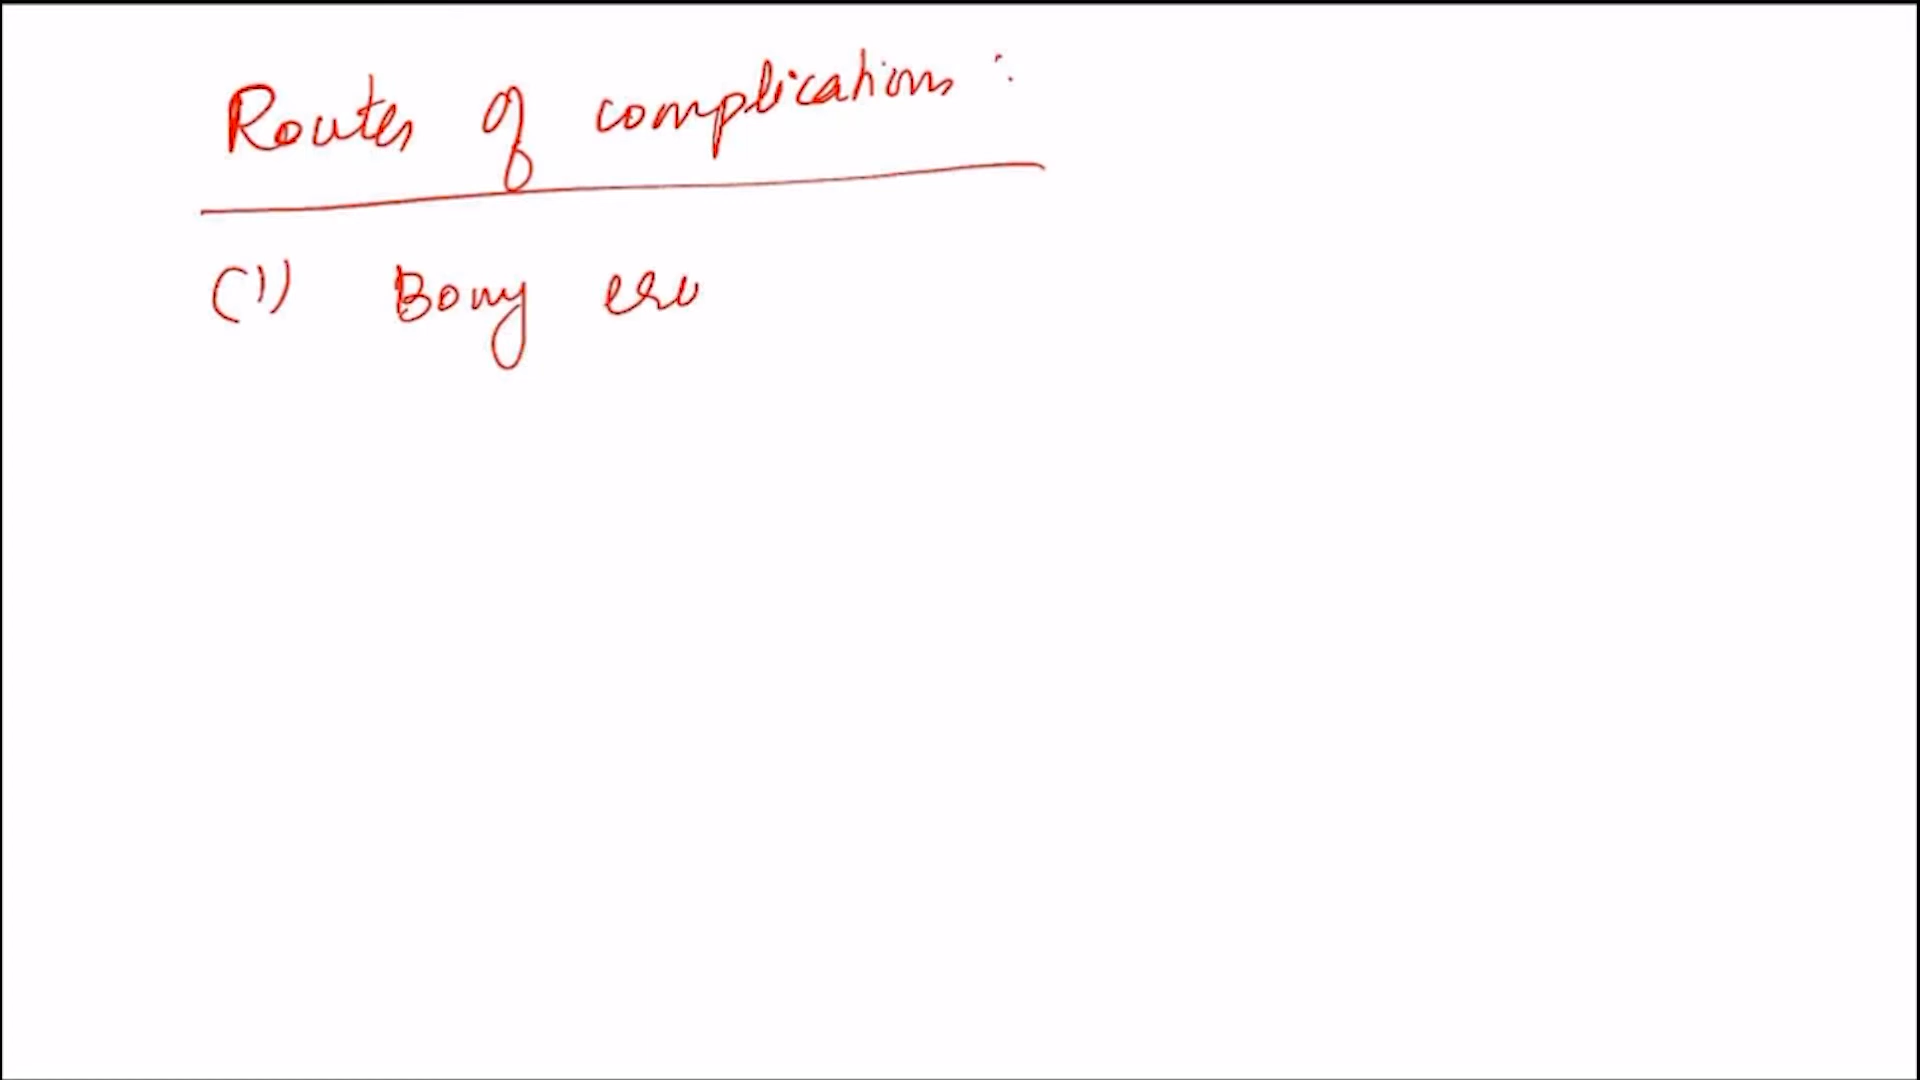 Routes of complications :
(1) Bony ero